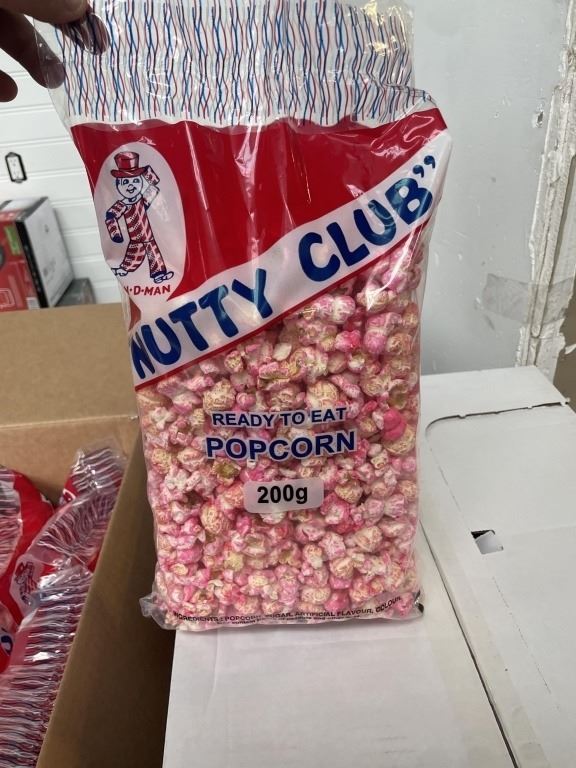 ·D-MAN
NUTTY CLUB"
READY TO EAT
POPCORN
200g
INGREDIENTS: POPCORN, SUGAR, ARTIFICIAL FLAVOUR, COLOUR